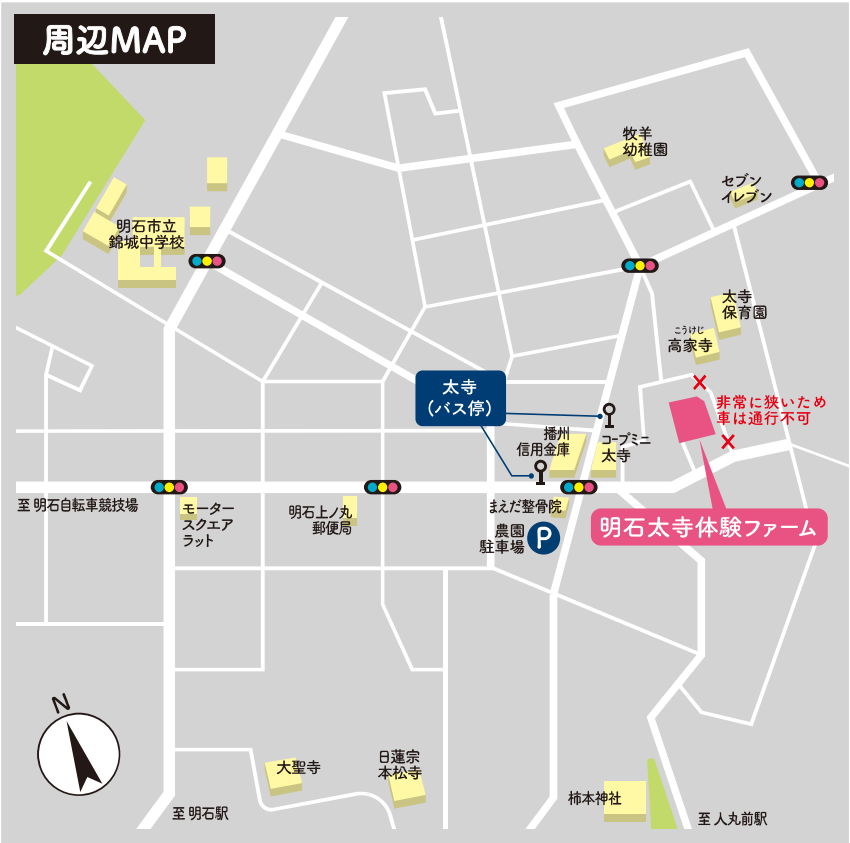 周辺MAP
牧羊
幼稚園
セブン
イレブン
明石市立
錦城中学校
太寺
保育園
こうけじ
高家寺
太寺
(バス停)
非常に狭いため
車は通行不可
播州
信用金庫
コープミニ
太寺
至 明石自転車競技場
モーター
スクエア
ラット
明石上ノ丸
郵便局
まえだ整骨院
農園
駐車場
P
明石太寺体験ファーム
N
大聖寺
日蓮宗
本松寺
柿本神社
至 明石駅
至 人丸前駅